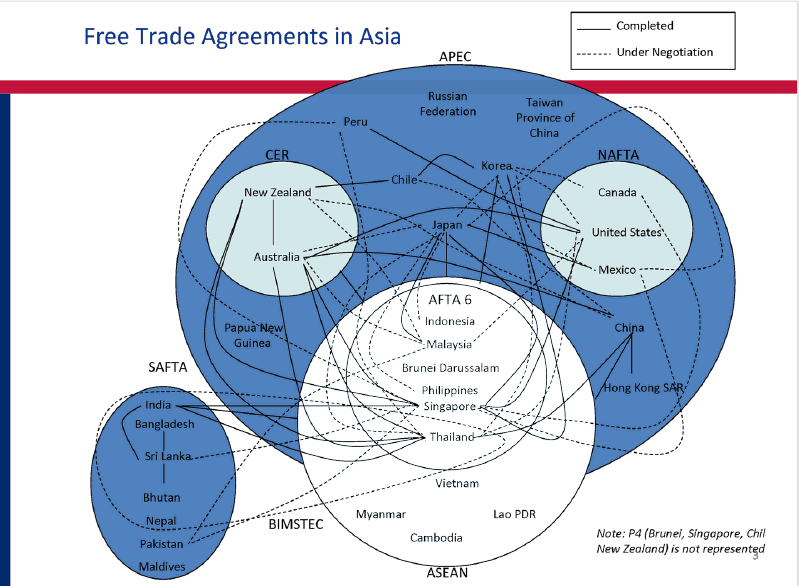 Free Trade Agreements in Asia
Completed
Under Negotiation
APEC
Russian
Federation
Taiwan
Province of
China
Peru
CER
Korea
NAFTA
Chile
New Zealand
Canada
Japan
United States
Australia
Mexico
AFTA 6
Indonesia
Papua New
Guinea
China
Malaysia
SAFTA
Brunei Darussalam
Philippines
Hong Kong SAR
India
Singapore
Bangladesh
Thailand
Sri Lanka
Vietnam
Bhutan
Myanmar
Lao PDR
Nepal
BIMSTEC
Cambodia
Pakistan
Maldives
ASEAN
Note: P4 (Brunei, Singapore, Chil
New Zealand) is not represented
3